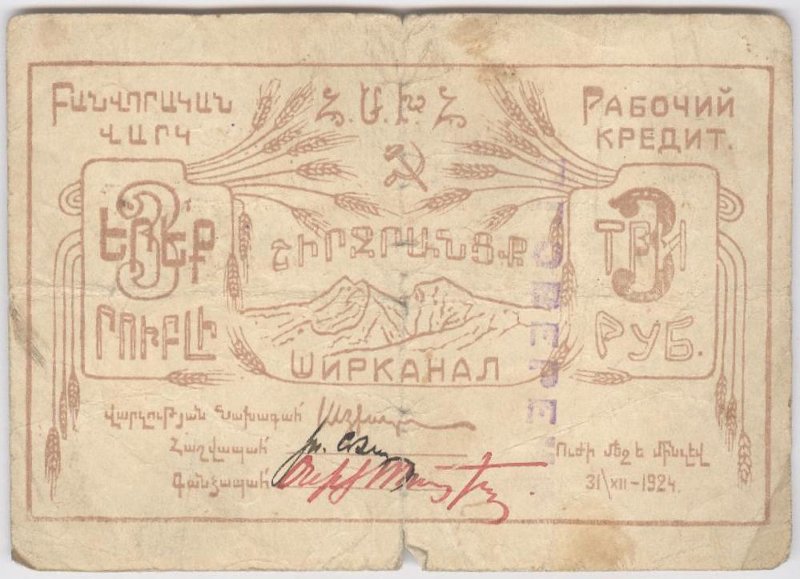 ԲԱՆՎՈՐԱԿԱՆ
ՎԱՐԿ
Հ.Ս.Խ.Հ.
РАБОЧИЙ
КРЕДИТ.
3
ԵՐԵՔ
ՌՈՒԲԼԻ
ՇԻՐՋՐԱՆՑՔ
ШИРКАНАЛ
3
ТРИ
РУБ.
Վարչության Նախագահ
Հաշվապահ
Գանձապահ
Ուժի մեջ է մինչև
31/XII-1924.